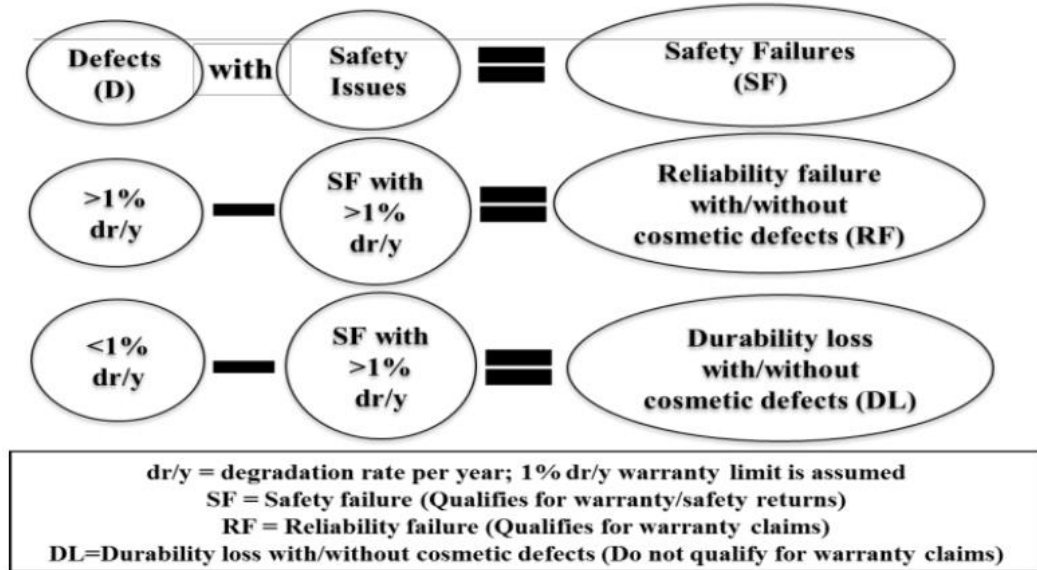 Defects
(D)
with
Safety
Issues
Safety Failures
(SF)
>1%
dr/y
SF with
>1%
dr/y
Reliability failure
with/without
cosmetic defects (RF)
<1%
dr/y
SF with
>1%
dr/y
Durability loss
with/without
cosmetic defects (DL)
dr/y = degradation rate per year; 1% dr/y warranty limit is assumed
SF = Safety failure (Qualifies for warranty/safety returns)
RF = Reliability failure (Qualifies for warranty claims)
DL=Durability loss with/without cosmetic defects (Do not qualify for warranty claims)